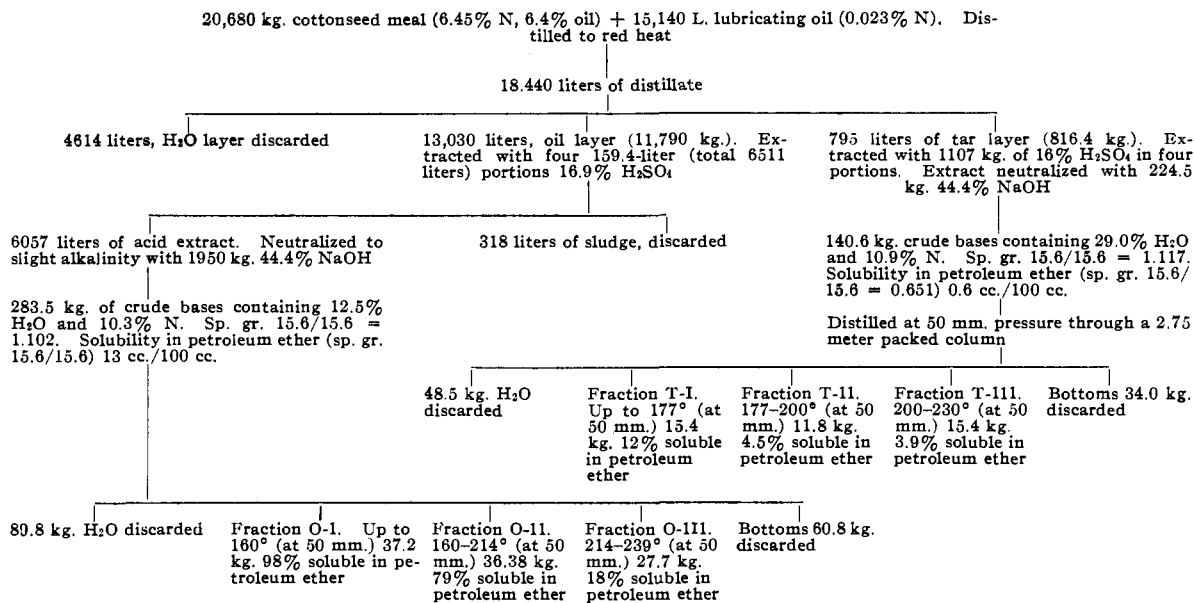 20,680 kg. cottonseed meal (6.45% N, 6.4% oil) + 15,140 L. lubricating oil (0.023% N). Dis-
tilled to red heat
18.440 liters of distillate
4614 liters, H₂O layer discarded
13,030 liters, oil layer (11,790 kg.). Ex-
tracted with four 159.4-liter (total 6511
liters) portions 16.9% H₂SO₄
795 liters of tar layer (816.4 kg.). Ex-
tracted with 1107 kg. of 16% H₂SO₄ in four
portions. Extract neutralized with 224.5
kg. 44.4% NaOH
6057 liters of acid extract. Neutralized to
slight alkalinity with 1950 kg. 44.4% NaOH
318 liters of sludge, discarded
140.6 kg. crude bases containing 29.0% H₂O
and 10.9% N. Sp. gr. 15.6/15.6 = 1.117.
Solubility in petroleum ether (sp. gr. 15.6/
15.6 = 0.651) 0.6 cc./100 cc.
283.5 kg. of crude bases containing 12.5%
H₂O and 10.3% N. Sp. gr. 15.6/15.6 =
1.102. Solubility in petroleum ether (sp. gr.
15.6/15.6) 13 cc./100 cc.
Distilled at 50 mm. pressure through a 2.75
meter packed column
48.5 kg. H₂O
discarded
Fraction T-I.
Up to 177° (at
50 mm.) 15.4
kg. 12% soluble
in petroleum
ether
Fraction T-II.
177–200° (at 50
mm.) 11.8 kg.
4.5% soluble in
petroleum ether
Fraction T-III.
200–230° (at 50
mm.) 15.4 kg.
3.9% soluble in
petroleum ether
Bottoms 34.0 kg.
discarded
89.8 kg. H₂O discarded
Fraction O-I. Up to
160° (at 50 mm.) 37.2
kg. 98% soluble in pe-
troleum ether
Fraction O-II.
160–214° (at 50
mm.) 36.38 kg.
79% soluble in
petroleum ether
Fraction O-III.
214–239° (at 50
mm.) 27.7 kg.
18% soluble in
petroleum ether
Bottoms 60.8 kg.
discarded